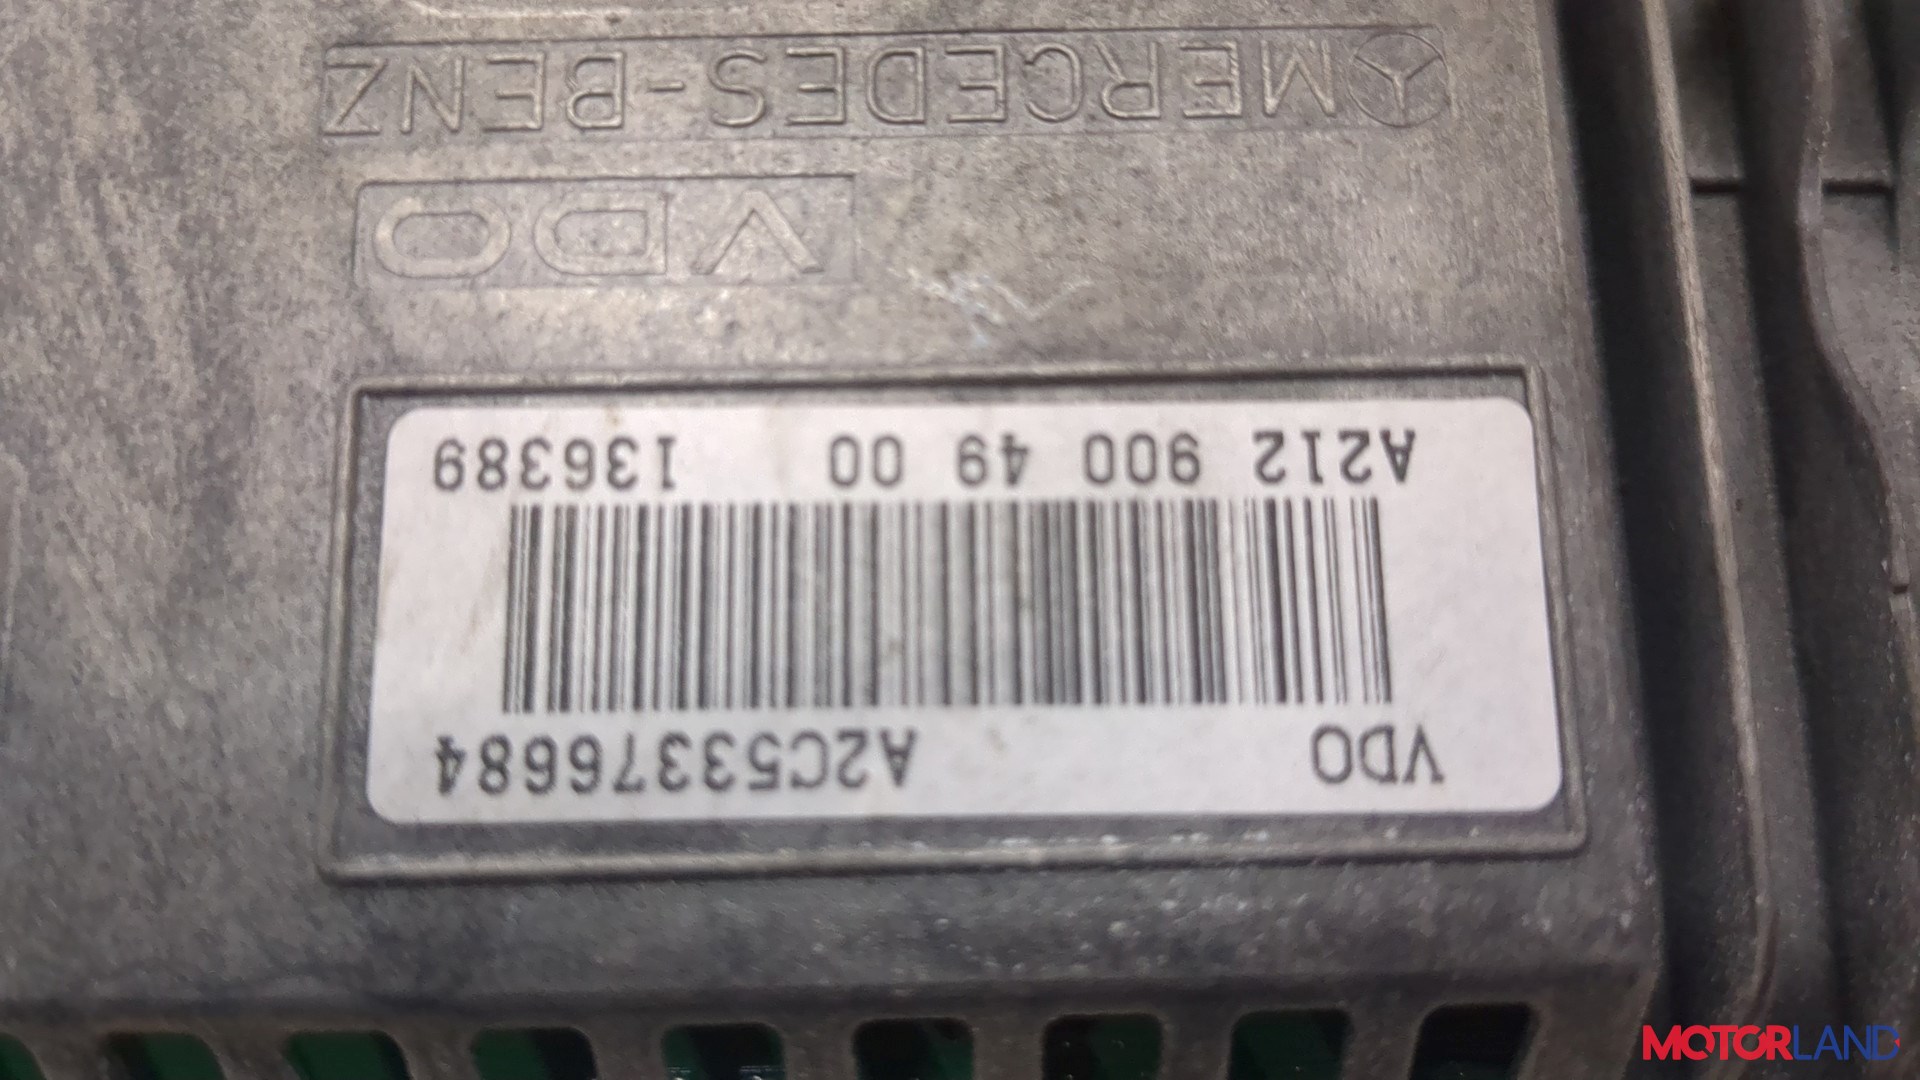 VDO A2C53376684
A212 900 49 00 136389
VDO
MERCEDES-BENZ
MOTORLAND